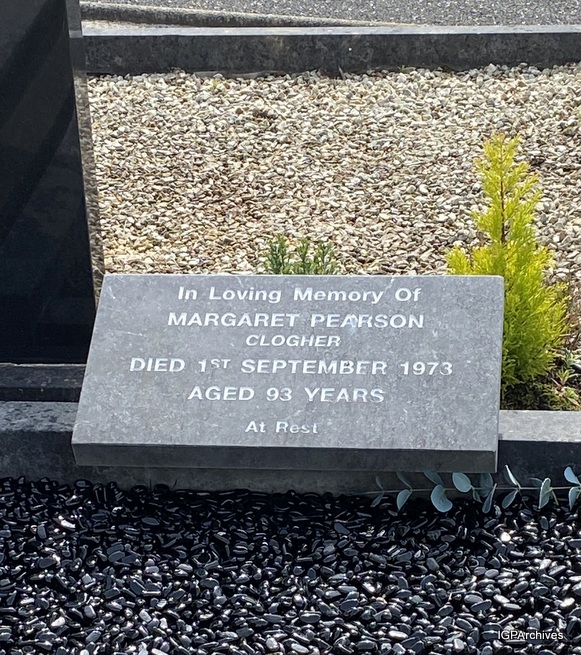 In Loving Memory Of
MARGARET PEARSON
CLOGHER
DIED 1ST SEPTEMBER 1973
AGED 93 YEARS
At Rest
IGPArchives